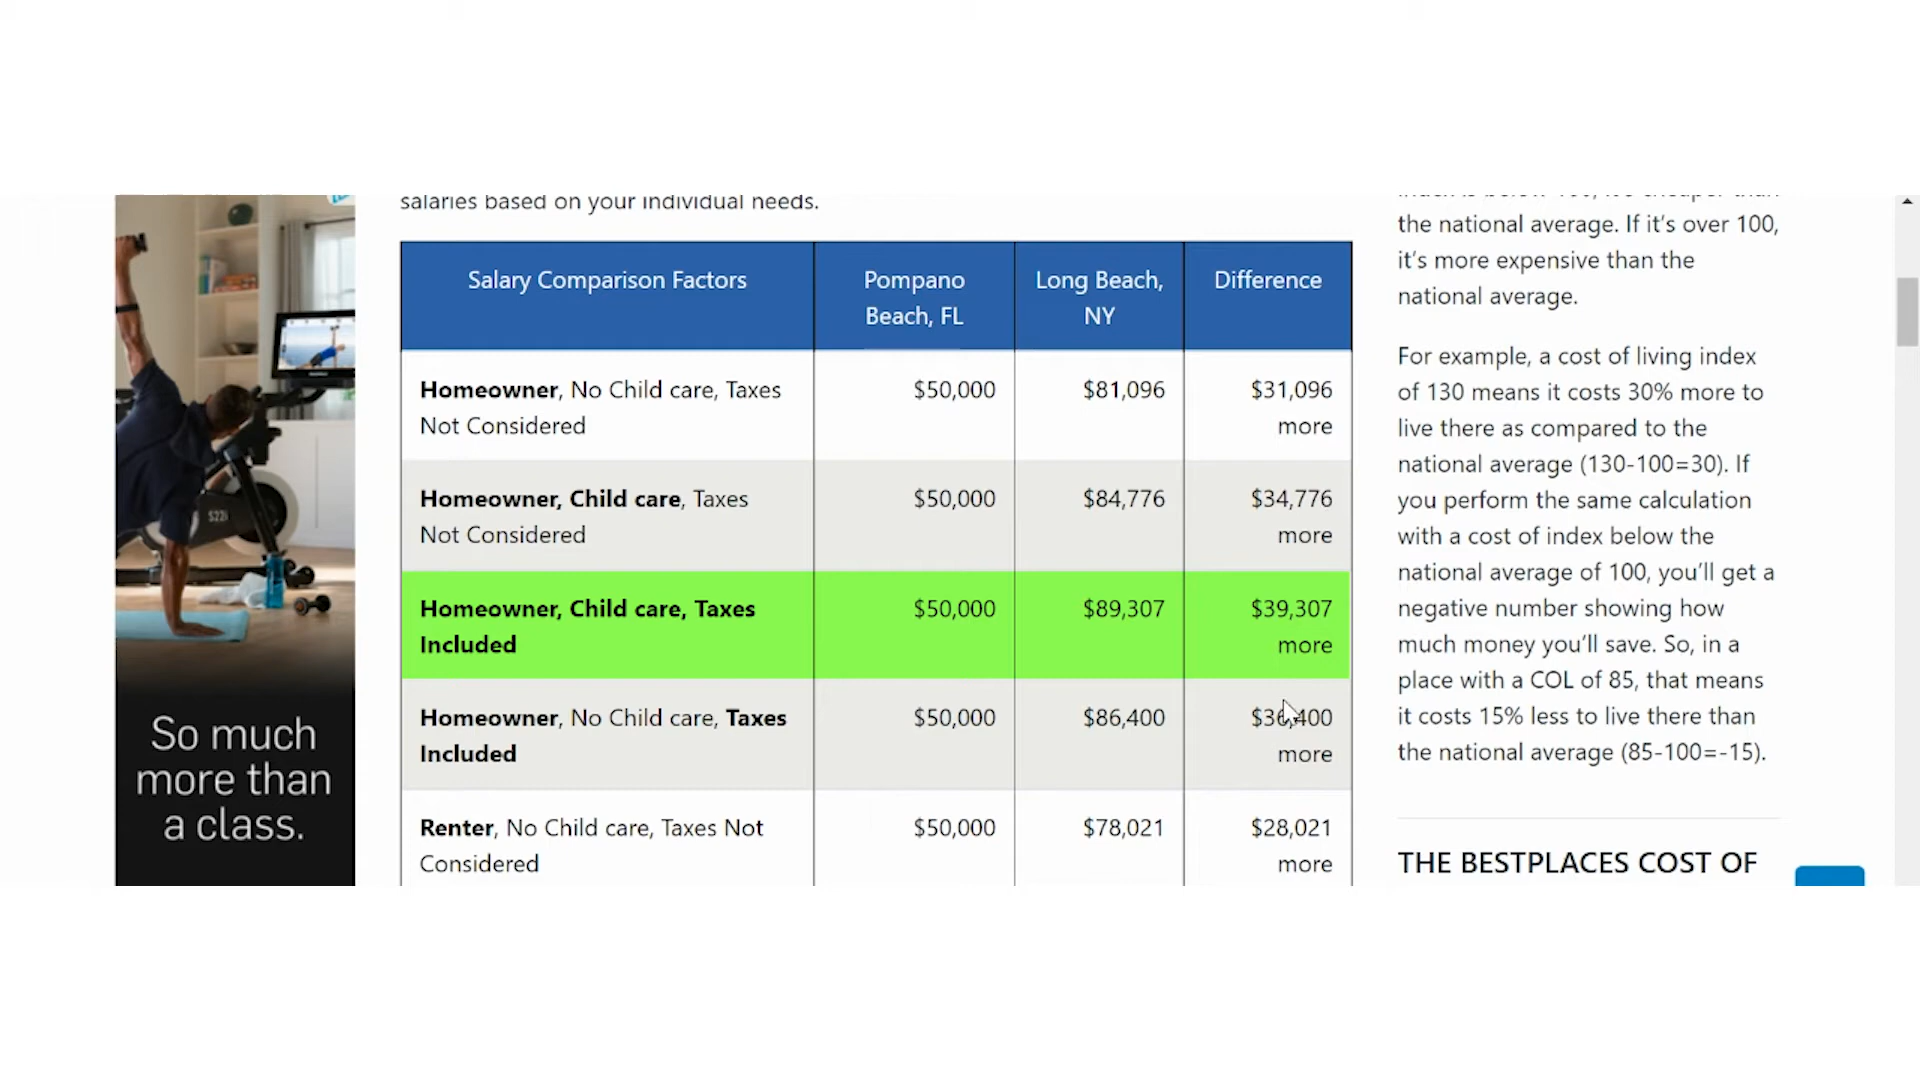 salaries based on your individual needs.
Salary Comparison Factors
Pompano
Beach, FL
Long Beach,
NY
Difference
Homeowner, No Child care, Taxes
Not Considered
$50,000
$81,096
$31,096
more
Homeowner, Child care, Taxes
Not Considered
$50,000
$84,776
$34,776
more
Homeowner, Child care, Taxes
Included
$50,000
$89,307
$39,307
more
Homeowner, No Child care, Taxes
Included
$50,000
$86,400
$36,400
more
Renter, No Child care, Taxes Not
Considered
$50,000
$78,021
$28,021
more
the national average. If it’s over 100,
it’s more expensive than the
national average.
For example, a cost of living index
of 130 means it costs 30% more to
live there as compared to the
national average (130-100=30). If
you perform the same calculation
with a cost of index below the
national average of 100, you’ll get a
negative number showing how
much money you’ll save. So, in a
place with a COL of 85, that means
it costs 15% less to live there than
the national average (85-100=-15).
THE BESTPLACES COST OF
So much
more than
a class.
S22i